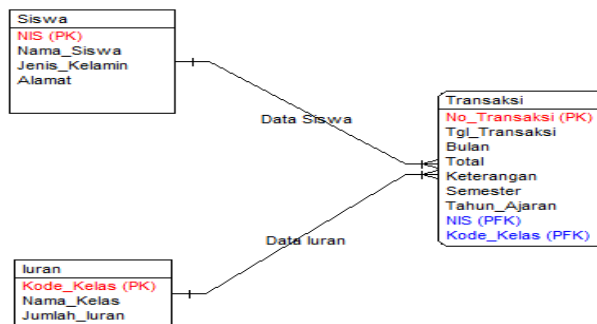 Siswa
NIS (PK)
Nama_Siswa
Jenis_Kelamin
Alamat
Data Siswa
Transaksi
No_Transaksi (PK)
Tgl_Transaksi
Bulan
Total
Keterangan
Semester
Tahun_Ajaran
NIS (PFK)
Kode_Kelas (PFK)
Data Iuran
Iuran
Kode_Kelas (PK)
Nama_Kelas
Jumlah_Iuran